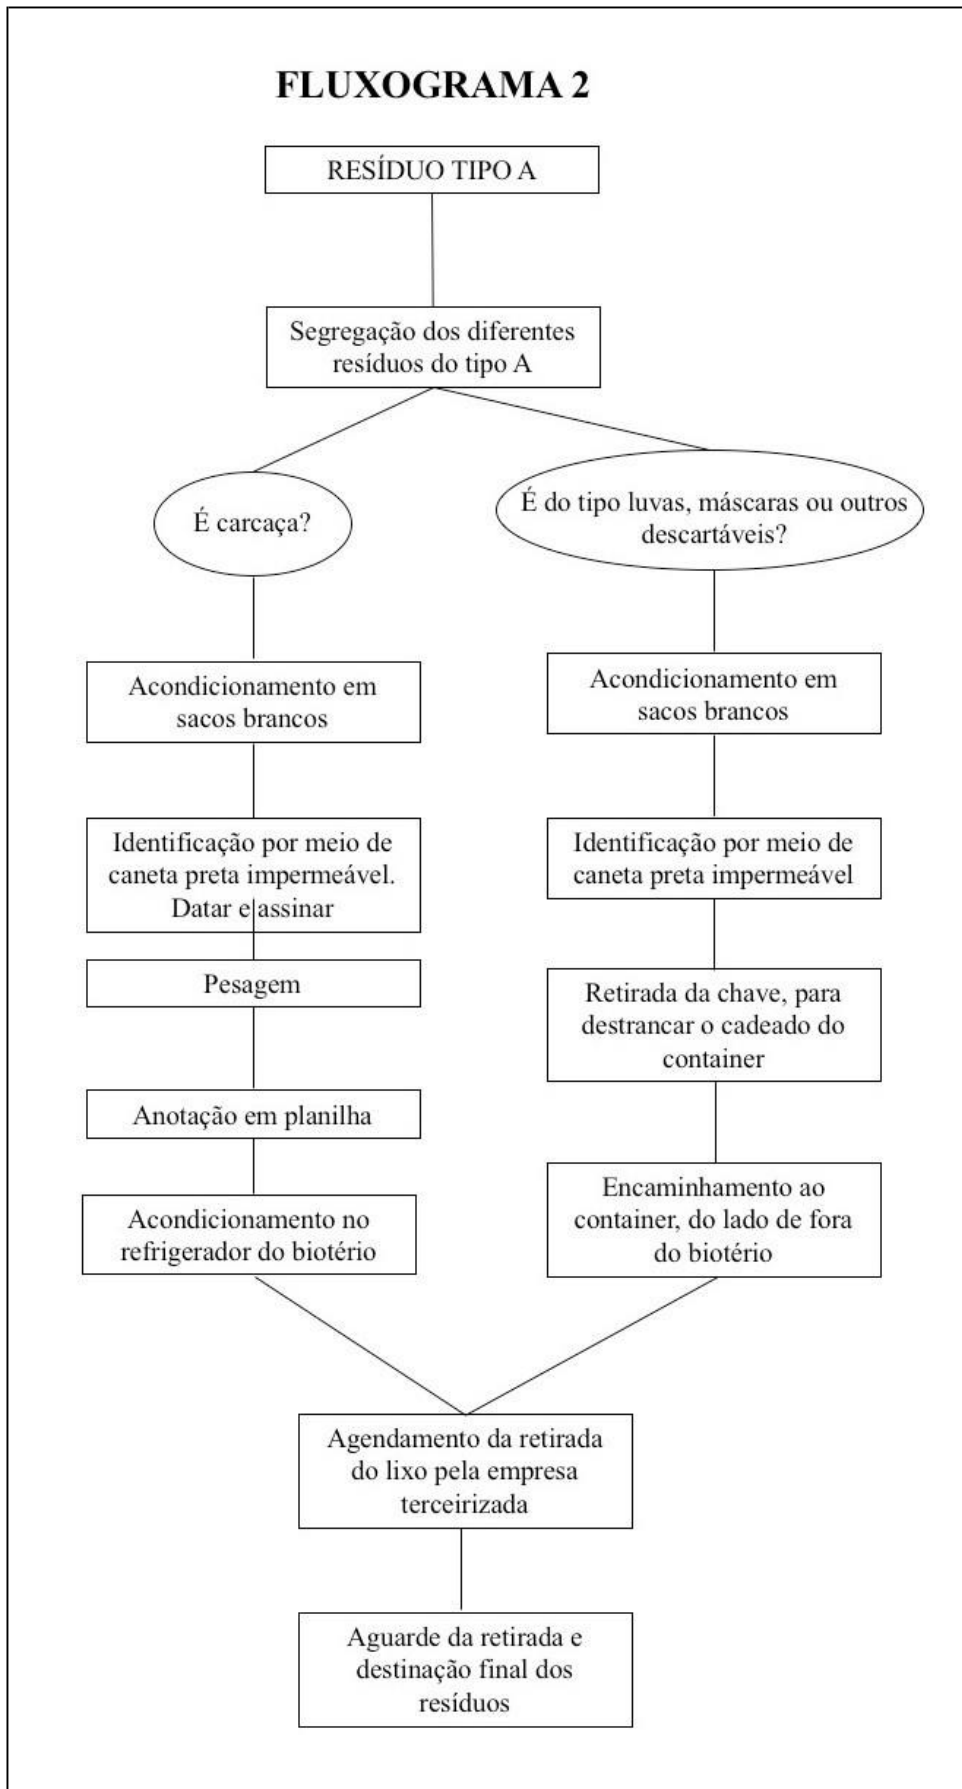 FLUXOGRAMA 2
RESÍDUO TIPO A
Segregação dos diferentes
resíduos do tipo A
É carcaça?
Acondicionamento em
sacos brancos
Identificação por meio de
caneta preta impermeável.
Datar e assinar
Pesagem
Anotação em planilha
Acondicionamento no
refrigerador do biotério
É do tipo luvas, máscaras ou outros
descartáveis?
Acondicionamento em
sacos brancos
Identificação por meio de
caneta preta impermeável
Retirada da chave, para
destrancar o cadeado do
container
Encaminhamento ao
container, do lado de fora
do biotério
Agendamento da retirada
do lixo pela empresa
terceirizada
Aguarde da retirada e
destinação final dos
resíduos